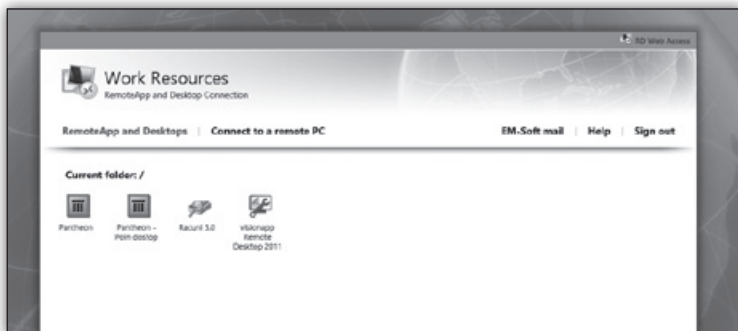 RD Web Access
Work Resources
RemoteApp and Desktop Connection
RemoteApp and Desktops | Connect to a remote PC
EM-Soft mail | Help | Sign out
Current folder: /
Pantheon
Pantheon -
Poln dostop
Racuni 3.0
visionapp
Remote
Desktop 2011